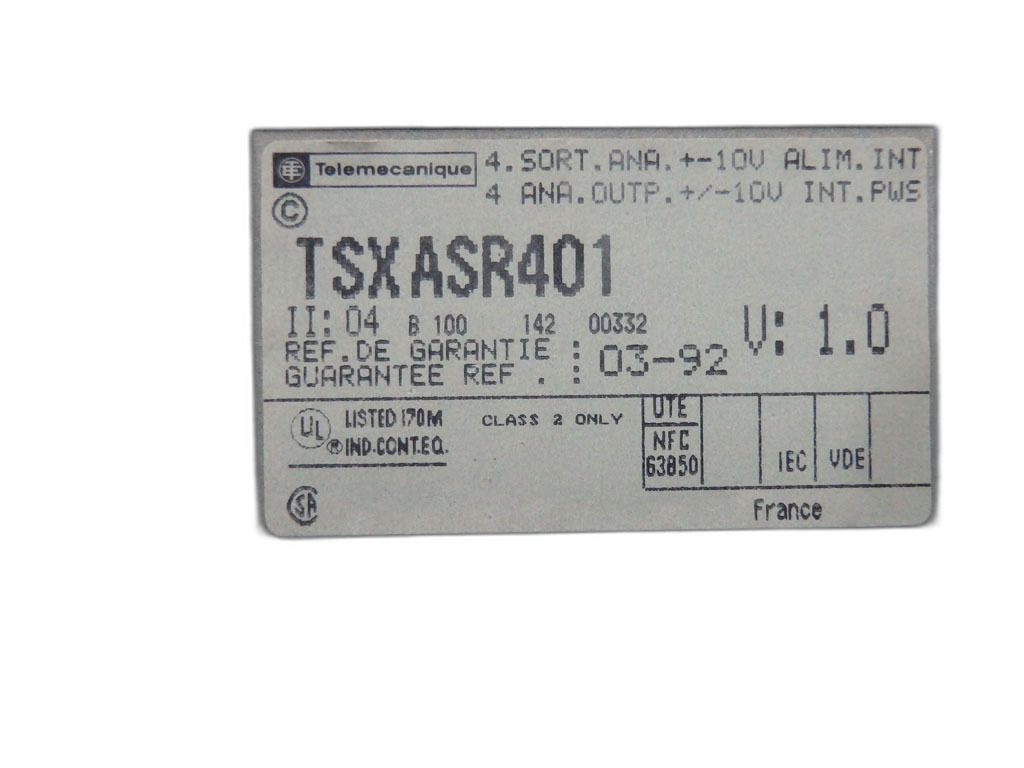 Telemecanique 4.SORT.ANA.+-10V ALIM.INT
4 ANA.OUTP.+/-10V INT.PWS
©
TSXASR401
II: 04 B 100 142 00332 V: 1.0
REF.DE GARANTIE :
GUARANTEE REF . : 03-92
UL LISTED 170M CLASS 2 ONLY
® IND.CONT.EQ.
UTE
NFC
63850 IEC VDE
SA
France